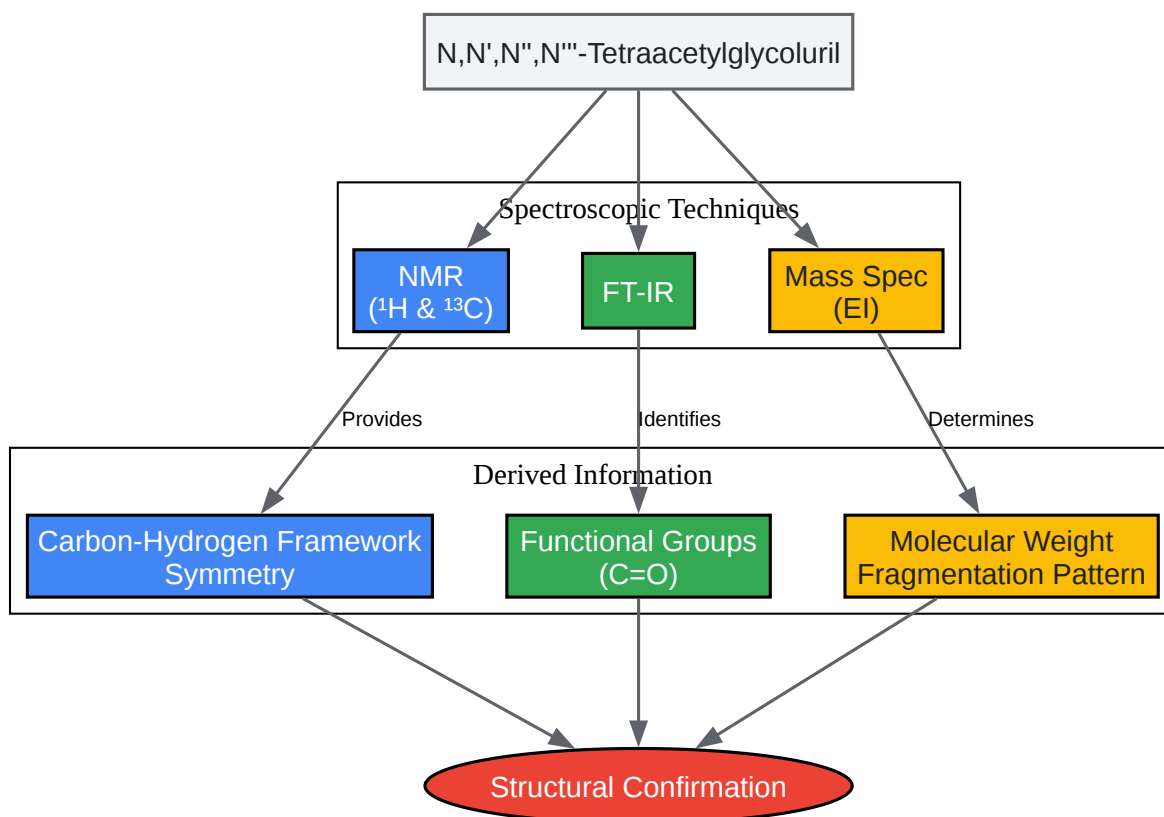 N,N',N'',N'''-Tetraacetylglycoluril
Spectroscopic Techniques
NMR
(¹H & ¹³C)
FT-IR
Mass Spec
(EI)
Provides
Identifies
Determines
Derived Information
Carbon-Hydrogen Framework
Symmetry
Functional Groups
(C=O)
Molecular Weight
Fragmentation Pattern
Structural Confirmation